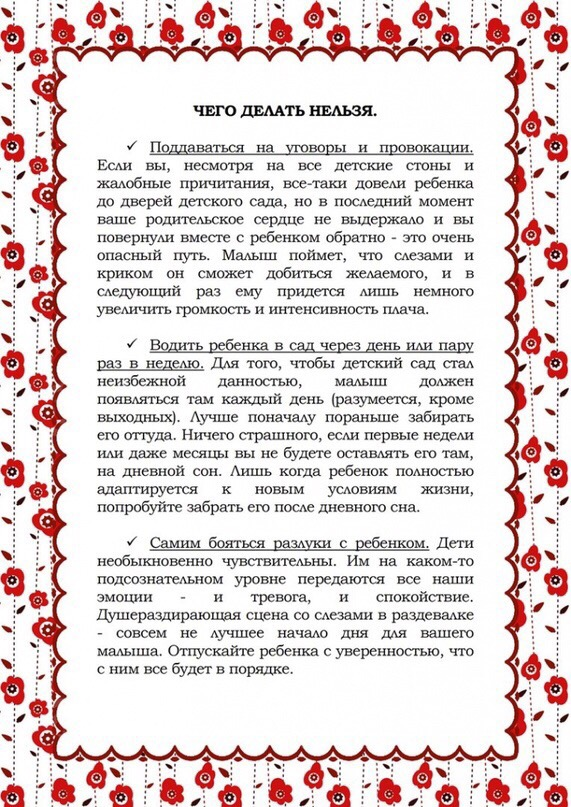 ЧЕГО ДЕЛАТЬ НЕЛЬЗЯ.
✓ Поддаваться на уговоры и провокации.
Если вы, несмотря на все детские стоны и
жалобные причитания, все-таки довели ребенка
до дверей детского сада, но в последний момент
ваше родительское сердце не выдержало и вы
повернули вместе с ребенком обратно - это очень
опасный путь. Малыш поймет, что слезами и
криком он сможет добиться желаемого, и в
следующий раз ему придется лишь немного
увеличить громкость и интенсивность плача.
✓ Водить ребенка в сад через день или пару
раз в неделю. Для того, чтобы детский сад стал
неизбежной данностью, малыш должен
появляться там каждый день (разумеется, кроме
выходных). Лучше поначалу пораньше забирать
его оттуда. Ничего страшного, если первые недели
или даже месяцы вы не будете оставлять его там,
на дневной сон. Лишь когда ребенок полностью
адаптируется к новым условиям жизни,
попробуйте забрать его после дневного сна.
✓ Самим бояться разлуки с ребенком. Дети
необыкновенно чувствительны. Им на каком-то
подсознательном уровне передаются все наши
эмоции - и тревога, и спокойствие.
Душераздирающая сцена со слезами в раздевалке
- совсем не лучшее начало дня для вашего
малыша. Отпускайте ребенка с уверенностью, что
с ним все будет в порядке.